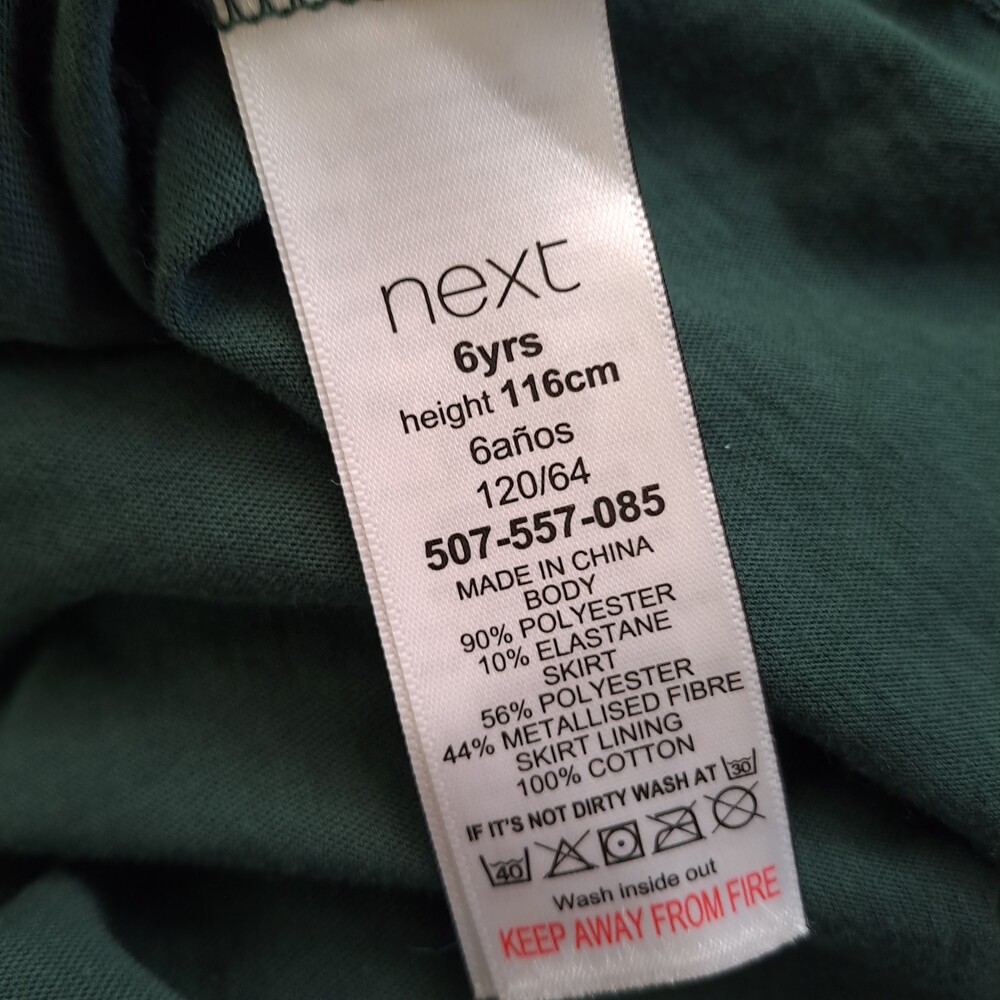 next
6yrs
height 116cm
6años
120/64
507-557-085
MADE IN CHINA
BODY
90% POLYESTER
10% ELASTANE
SKIRT
56% POLYESTER
44% METALLISED FIBRE
SKIRT LINING
100% COTTON
IF IT'S NOT DIRTY WASH AT 30
40
Wash inside out
KEEP AWAY FROM FIRE